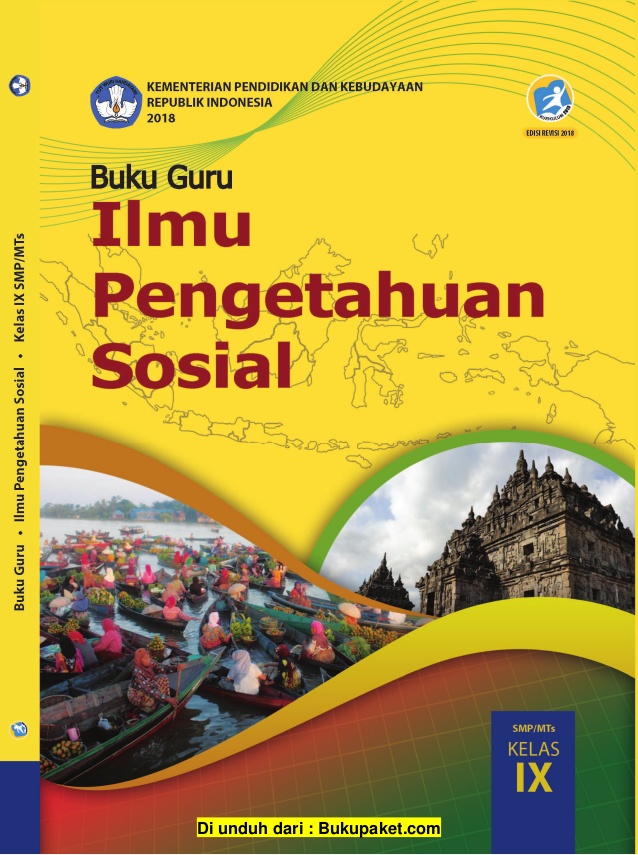 KEMENTERIAN PENDIDIKAN DAN KEBUDAYAAN
REPUBLIK INDONESIA
2018
EDISI REVISI 2018
Buku Guru
Ilmu
Pengetahuan
Sosial
Buku Guru • Ilmu Pengetahuan Sosial • Kelas IX SMP/MTs
SMP/MTs
KELAS
IX
Di unduh dari : Bukupaket.com